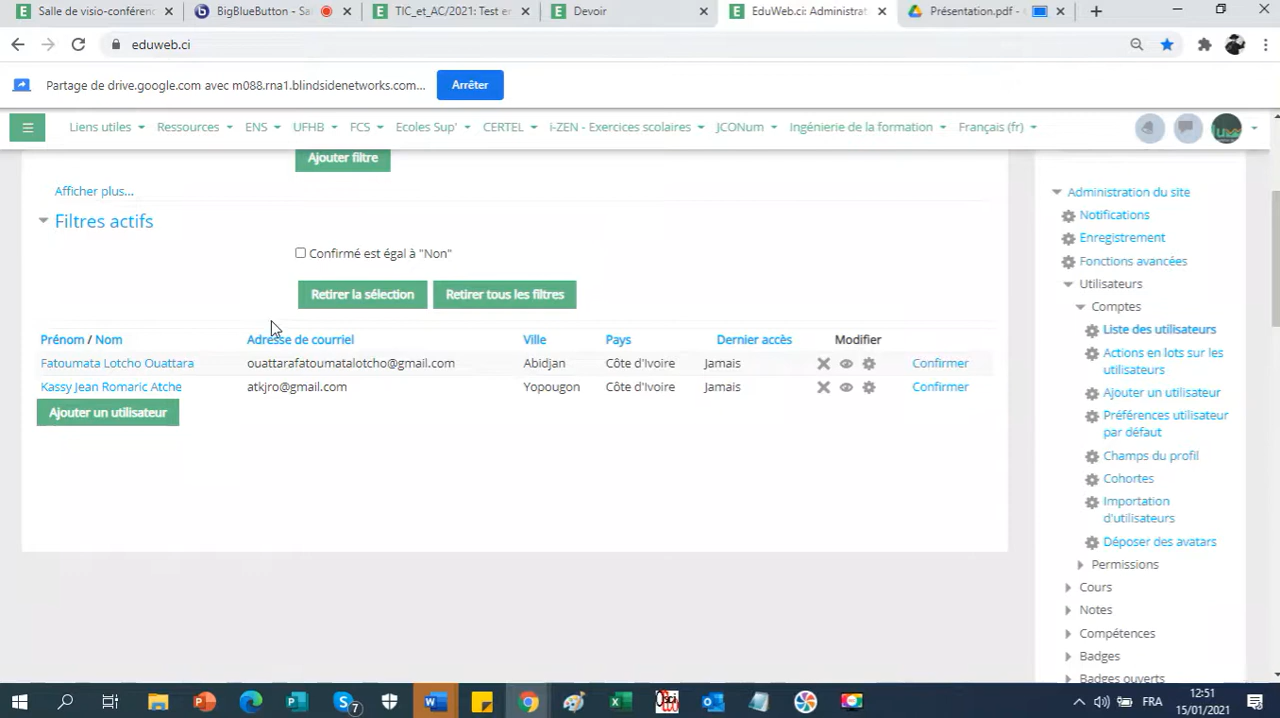 Salle de visio-conférenc
BigBlueButton - Sa
TIC_et_AC/2021: Test er
Devoir
EduWeb.ci: Administrat
Présentation.pdf -
eduweb.ci
Partage de drive.google.com avec m088.rna1.blindsidenetworks.com…
Arrêter
Liens utiles
Ressources
ENS
UFHB
FCS
Ecoles Sup'
CERTEL
i-ZEN - Exercices scolaires
JCONum
Ingénierie de la formation
Français (fr)
Ajouter filtre
Afficher plus...
Filtres actifs
Confirmé est égal à "Non"
Retirer la sélection
Retirer tous les filtres
Prénom / Nom Adresse de courriel Ville Pays Dernier accès Modifier
Fatoumata Lotcho Ouattara ouattarafatoumatalotcho@gmail.com Abidjan Côte d'Ivoire Jamais Confirmer
Kassy Jean Romaric Atche atkjro@gmail.com Yopougon Côte d'Ivoire Jamais Confirmer
Ajouter un utilisateur
Administration du site
Notifications
Enregistrement
Fonctions avancées
Utilisateurs
Comptes
Liste des utilisateurs
Actions en lots sur les
utilisateurs
Ajouter un utilisateur
Préférences utilisateur
par défaut
Champs du profil
Cohortes
Importation
d'utilisateurs
Déposer des avatars
Permissions
Cours
Notes
Compétences
Badges
Badges ouverts
7
FRA
12:51
15/01/2021